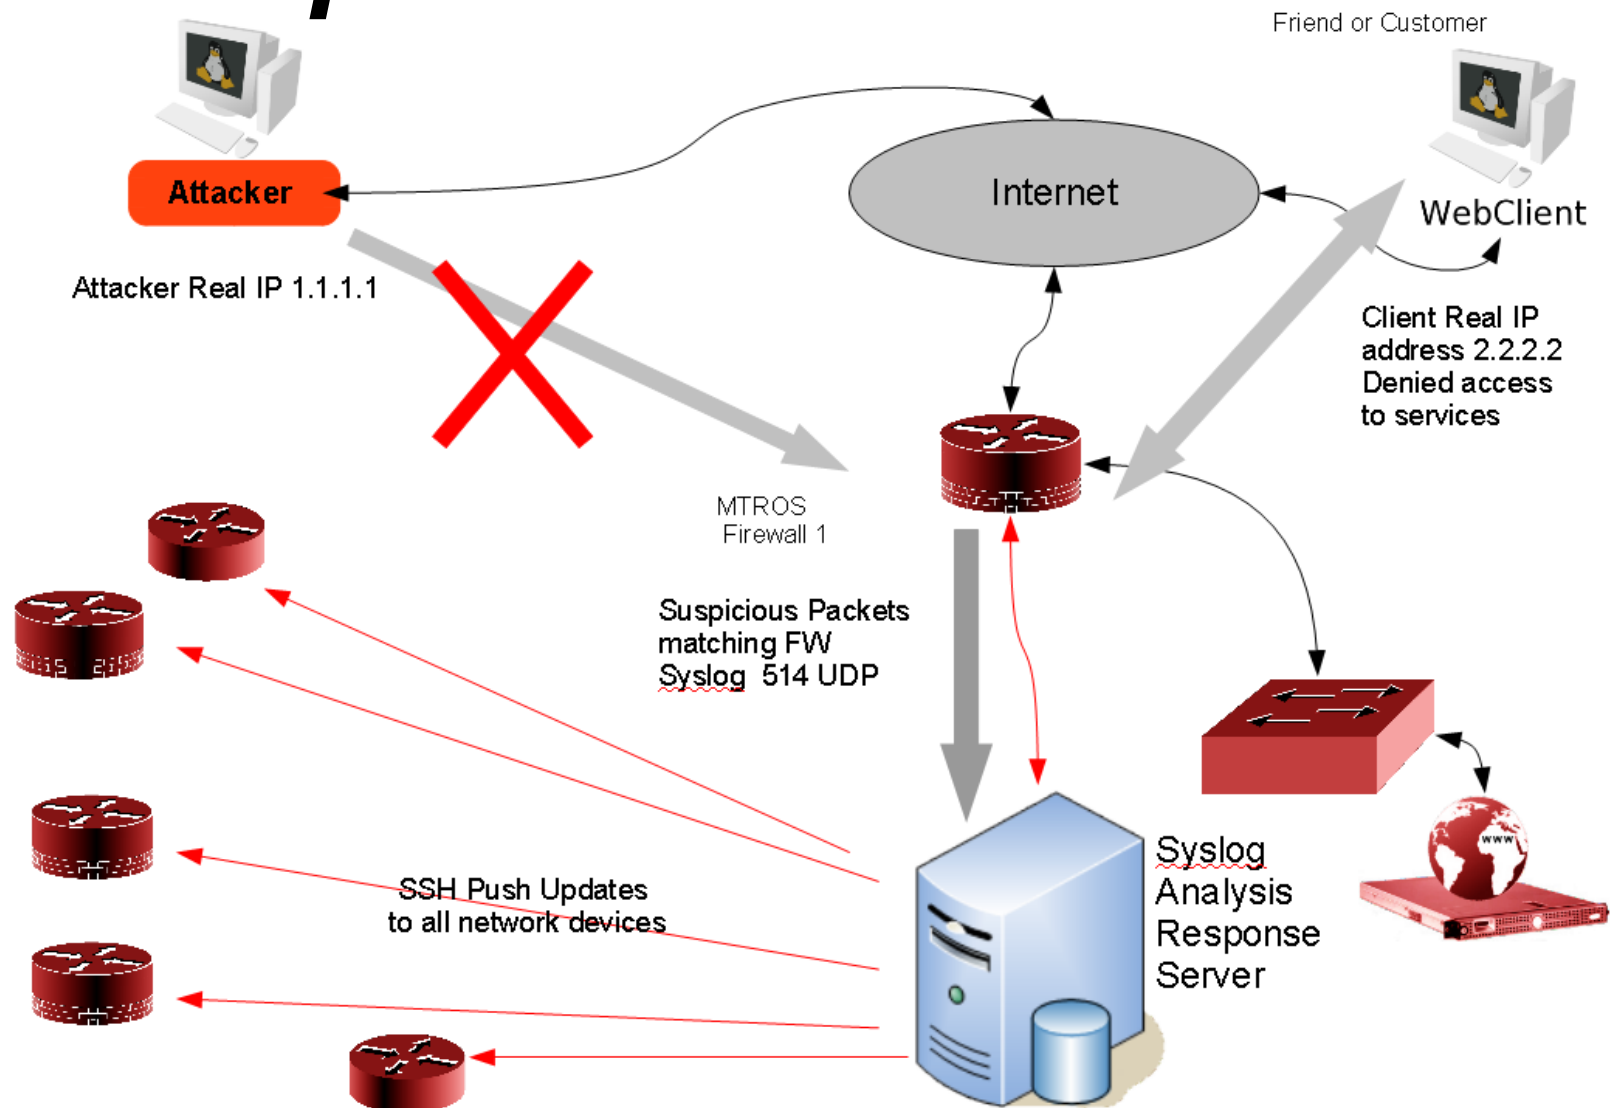 Friend or Customer
Attacker
Internet
WebClient
Attacker Real IP 1.1.1.1
Client Real IP
address 2.2.2.2
Denied access
to services
MTROS
Firewall 1
Suspicious Packets
matching FW
Syslog 514 UDP
www
Syslog
Analysis
Response
Server
SSH Push Updates
to all network devices